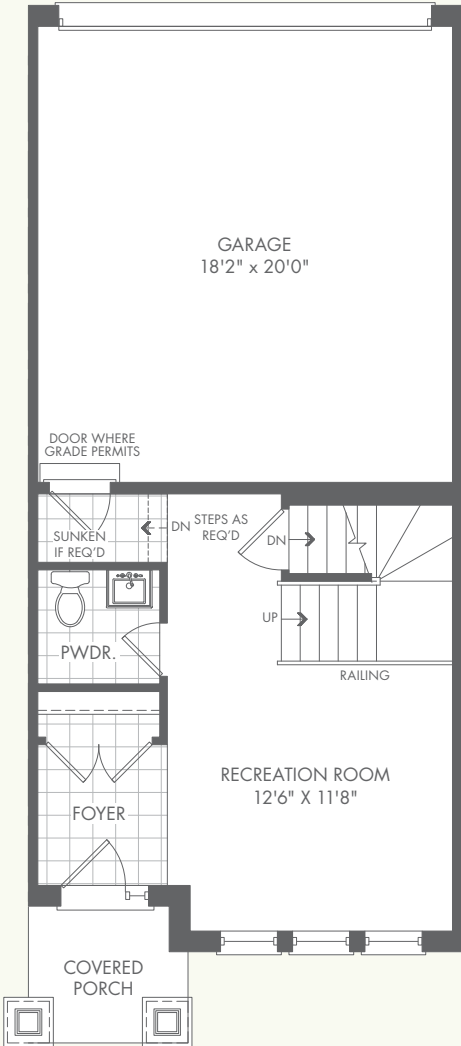 GARAGE
18'2" x 20'0"
DOOR WHERE
GRADE PERMITS
SUNKEN
IF REQ'D
DN
STEPS AS
REQ'D
DN
UP
RAILING
PWDR.
RECREATION ROOM
12'6" X 11'8"
FOYER
COVERED
PORCH